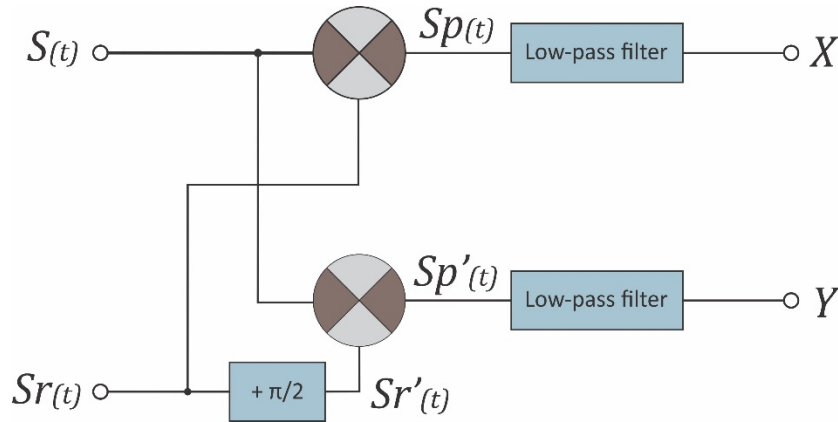 S(t)
Sp(t)
Low-pass filter
X
Sp’(t)
Low-pass filter
Y
Sr(t)
+ π/2
Sr’(t)